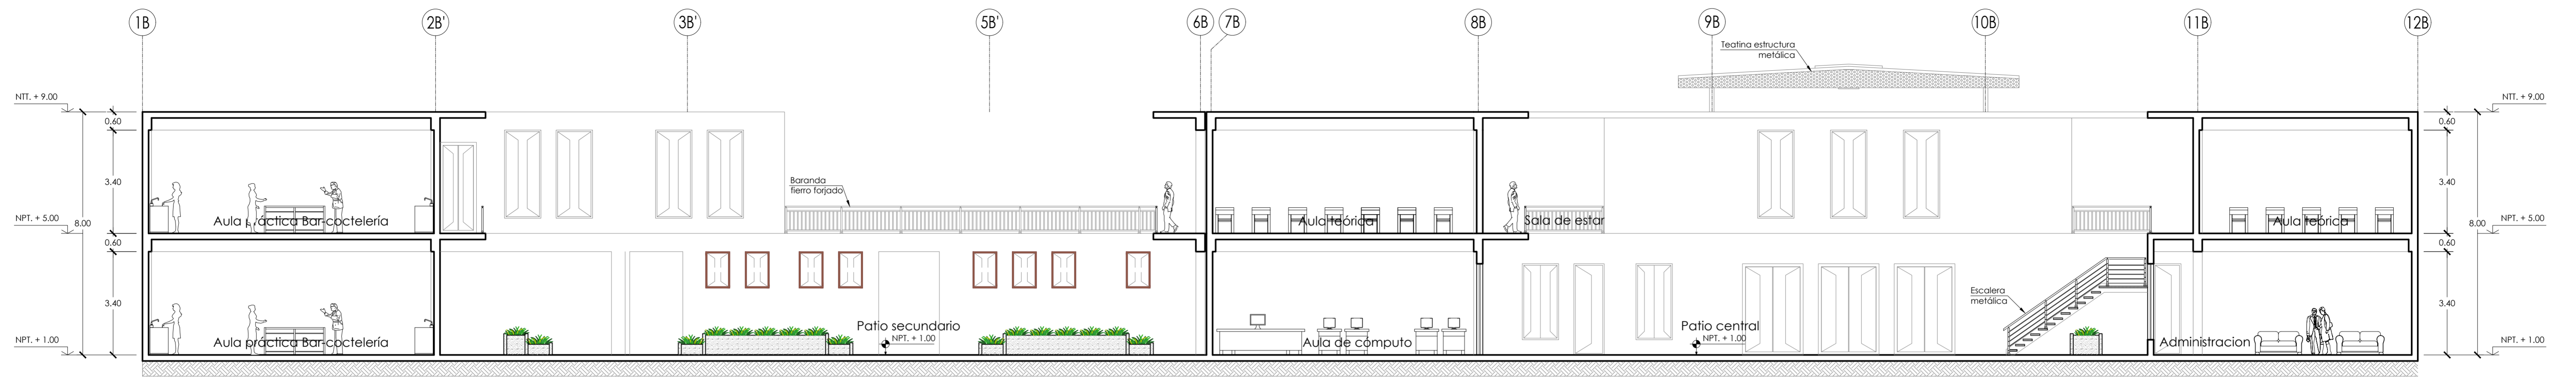 1B
2B'
3B'
5B'
6B
7B
8B
9B
10B
11B
12B
Teatina estructura
metálica
NTT. + 9.00
NTT. + 9.00
0.60
0.60
3.40
3.40
Baranda
fierro forjado
Aula práctica Bar-coctelería
Aula teórica
Sala de estar
Aula teórica
NPT. + 5.00
8.00
NPT. + 5.00
8.00
0.60
0.60
3.40
3.40
Escalera
metálica
Patio secundario
NPT. + 1.00
Patio central
NPT. + 1.00
Aula práctica Bar-coctelería
Aula de cómputo
Administracion
NPT. + 1.00
NPT. + 1.00